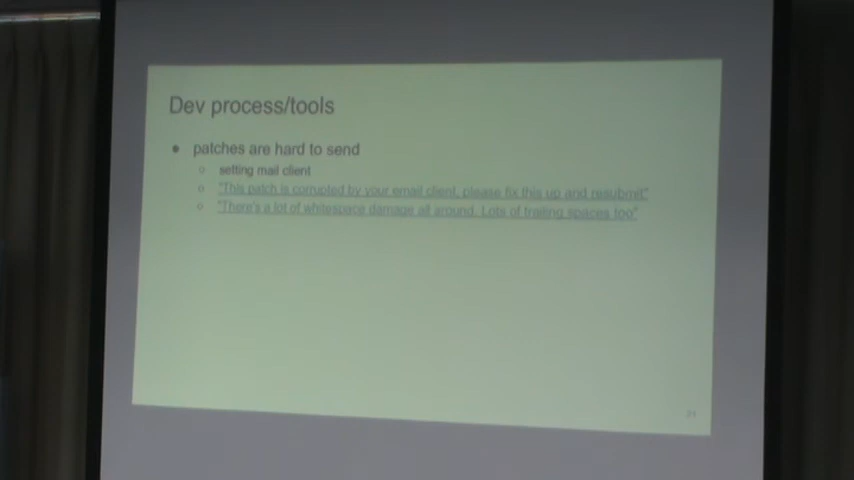 Dev process/tools
● patches are hard to send
○ setting mail client
○ "This patch is corrupted by your email client, please fix this up and resubmit"
○ "There's a lot of whitespace damage all around. Lots of trailing spaces too"